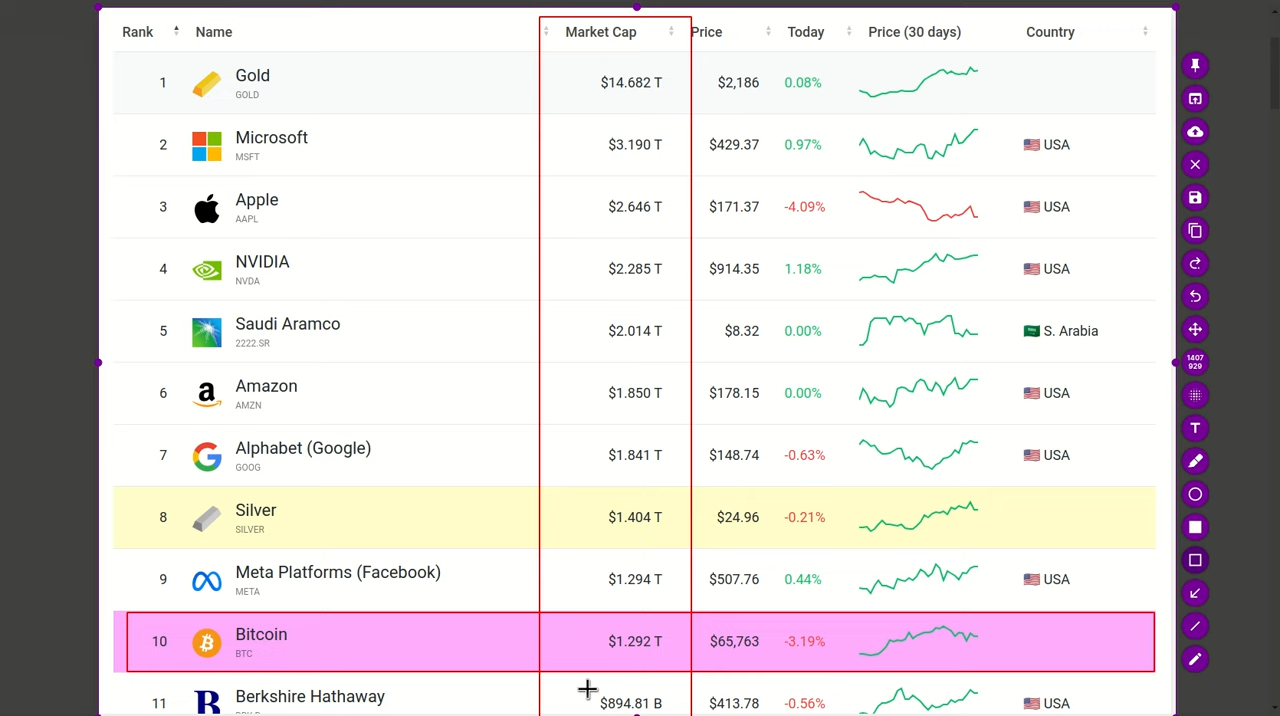 Rank Name Market Cap Price Today Price (30 days) Country
1 Gold $14.682 T $2,186 0.08%
GOLD
2 Microsoft $3.190 T $429.37 0.97% USA
MSFT
3 Apple $2.646 T $171.37 -4.09% USA
AAPL
4 NVIDIA $2.285 T $914.35 1.18% USA
NVDA
5 Saudi Aramco $2.014 T $8.32 0.00% S. Arabia
2222.SR
6 Amazon $1.850 T $178.15 0.00% USA
AMZN
7 Alphabet (Google) $1.841 T $148.74 -0.63% USA
GOOG
8 Silver $1.404 T $24.96 -0.21%
SILVER
9 Meta Platforms (Facebook) $1.294 T $507.76 0.44% USA
META
10 Bitcoin $1.292 T $65,763 -3.19%
BTC
11 Berkshire Hathaway $894.81 B $413.78 -0.56% USA
1407
929
T